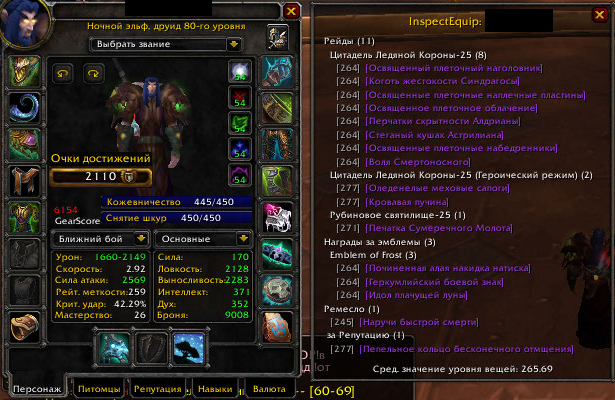 Ночной эльф, друид 80-го уровня
Выбрать звание
54
54
54
54
Очки достижений
2110
6154
GearScore
Кожевничество 445/450
Снятие шкур 450/450
Ближний бой
Основные
Урон: 1660-2149
Скорость: 2.92
Сила атаки: 2569
Рейт. меткости: 259
Крит. удар: 42.29%
Мастерство: 26
Сила: 170
Ловкость: 2128
Выносливость: 2283
Интеллект: 371
Дух: 352
Броня: 9008
Персонаж
Питомцы
Репутация
Навыки
Валюта
InspectEquip:
Рейды (11)
Цитадель Ледяной Короны-25 (8)
[264] [Освященный плеточный наголовник]
[264] [Коготь жестокости Синдрагосы]
[264] [Освященные плеточные наплечные пластины]
[264] [Освященное плеточное облачение]
[264] [Перчатки скрытности Алдрианы]
[264] [Стеганый кушак Астрилиана]
[264] [Освященные плеточные набедренники]
[264] [Воля Смертоносного]
Цитадель Ледяной Короны-25 (Героический режим) (2)
[277] [Оледенелые меховые сапоги]
[277] [Кровавая пучина]
Рубиновое святилище-25 (1)
[271] [Печатка Сумеречного Молота]
Награды за эмблемы (3)
Emblem of Frost (3)
[264] [Починенная алая накидка натиска]
[264] [Геркумлийский боевой знак]
[264] [Идол плачущей луны]
Ремесло (1)
[245] [Наручи быстрой смерти]
за Репутацию (1)
[277] [Пепельное кольцо бесконечного отмщения]
Сред. значение уровня вещей: 265.69
-- [60-69]